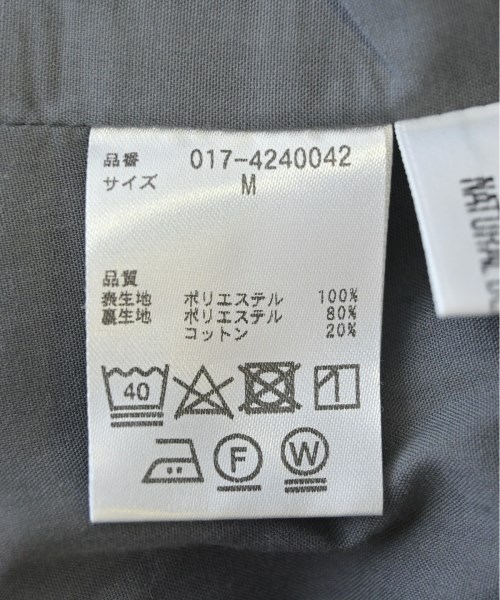 品番 017-4240042
サイズ M
品質
表生地 ポリエステル 100%
裏生地 ポリエステル 80%
コットン 20%
40
F
W
NATURAL